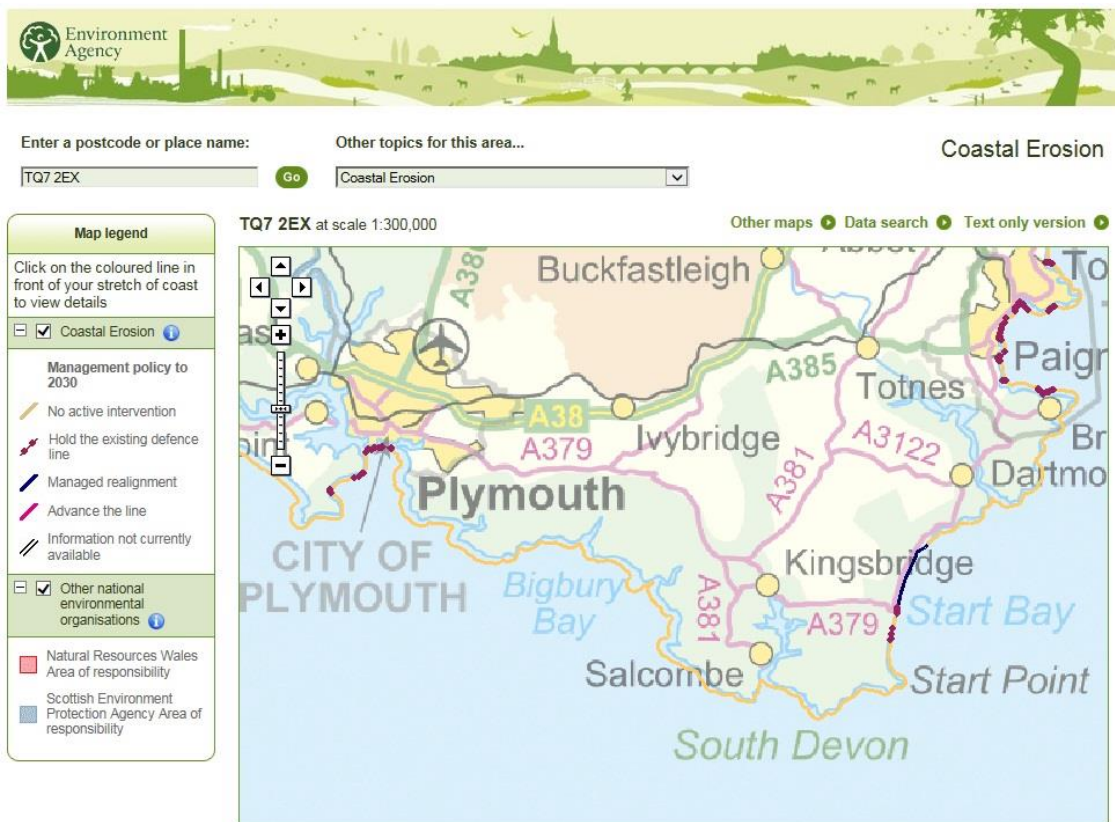 Environment
Agency
Enter a postcode or place name:
Other topics for this area...
Coastal Erosion
TQ7 2EX
Go
Coastal Erosion
Map legend
Click on the coloured line in
front of your stretch of coast
to view details
Coastal Erosion
Management policy to
2030
No active intervention
Hold the existing defence
line
Managed realignment
Advance the line
Information not currently
available
Other national
environmental
organisations
Natural Resources Wales
Area of responsibility
Scottish Environment
Protection Agency Area of
responsibility
TQ7 2EX at scale 1:300,000
Other maps
Data search
Text only version
Buckfastleigh
A385
Totnes
A38
Ivybridge
A379
A3122
A381
Plymouth
CITY OF
PLYMOUTH
Kingsbridge
Bigbury
Bay
A381
A379
Start Bay
Salcombe
Start Point
South Devon